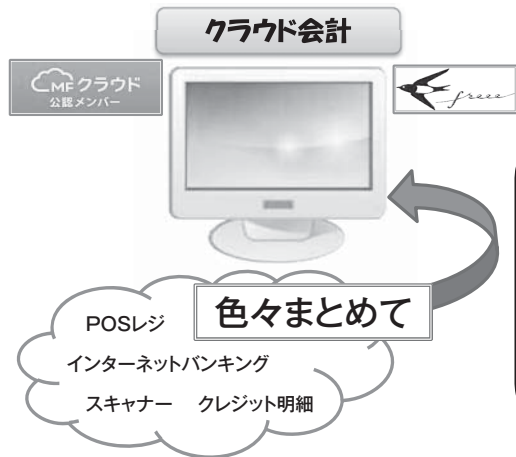 クラウド会計
MFクラウド
公認メンバー
freee
色々まとめて
POSレジ
インターネットバンキング
スキャナー クレジット明細